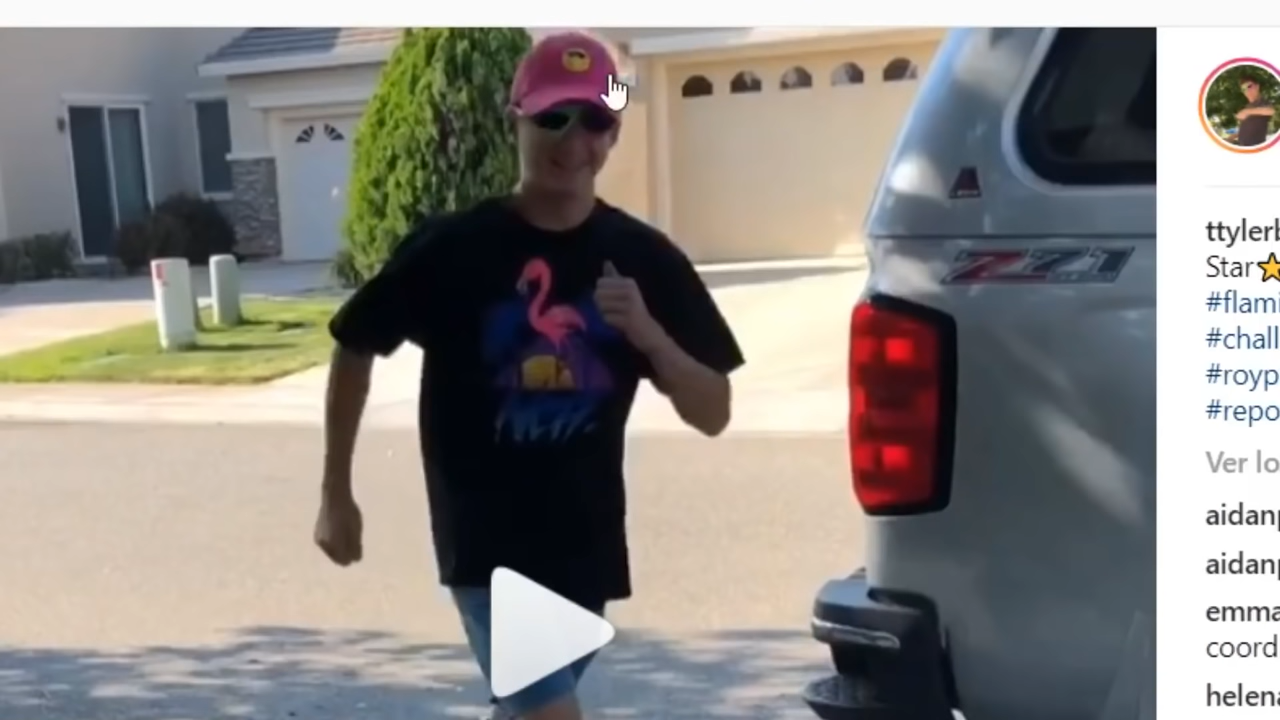 Z71
ttylerb
Star⭐
#flami
#chall
#royp
#repo
Ver lo
aidanp
aidanp
emma
coord
helena